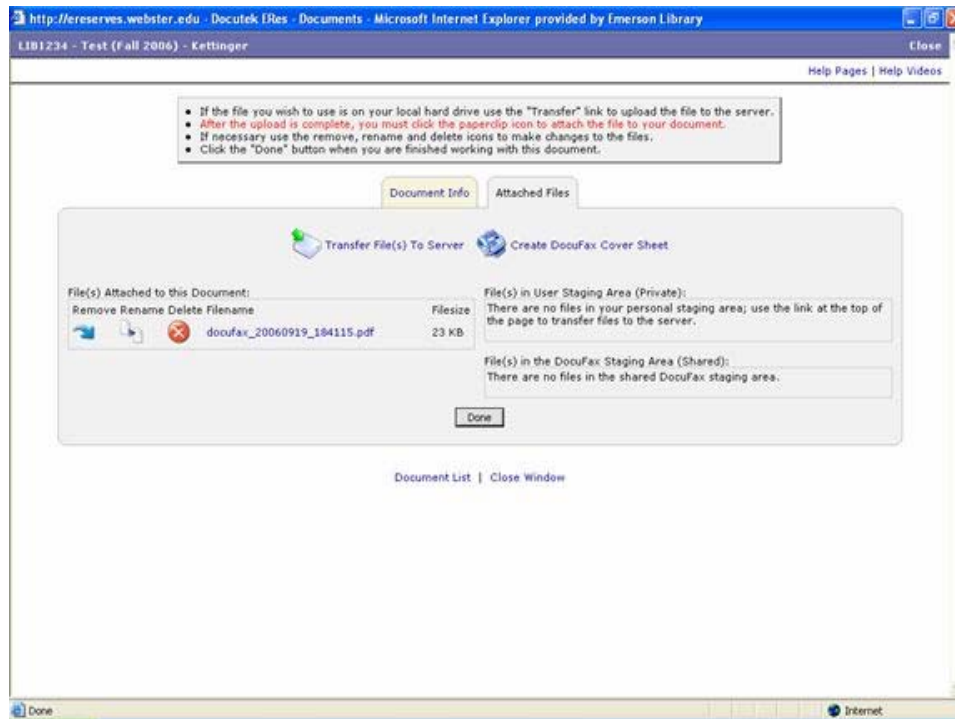 http://ereserves.webster.edu - Docutek ERes - Documents - Microsoft Internet Explorer provided by Emerson Library
LIB1234 - Test (Fall 2006) - Kettinger
Close
Help Pages | Help Videos
• If the file you wish to use is on your local hard drive use the "Transfer" link to upload the file to the server.
• After the upload is complete, you must click the paperclip icon to attach the file to your document.
• If necessary use the remove, rename and delete icons to make changes to the files.
• Click the "Done" button when you are finished working with this document.
Document Info
Attached Files
Transfer File(s) To Server
Create DocuFax Cover Sheet
File(s) Attached to this Document:
Remove Rename Delete Filename Filesize
docufax_20060919_184115.pdf 23 KB
File(s) in User Staging Area (Private):
There are no files in your personal staging area; use the link at the top of
the page to transfer files to the server.
File(s) in the DocuFax Staging Area (Shared):
There are no files in the shared DocuFax staging area.
Done
Document List | Close Window
Done
Internet